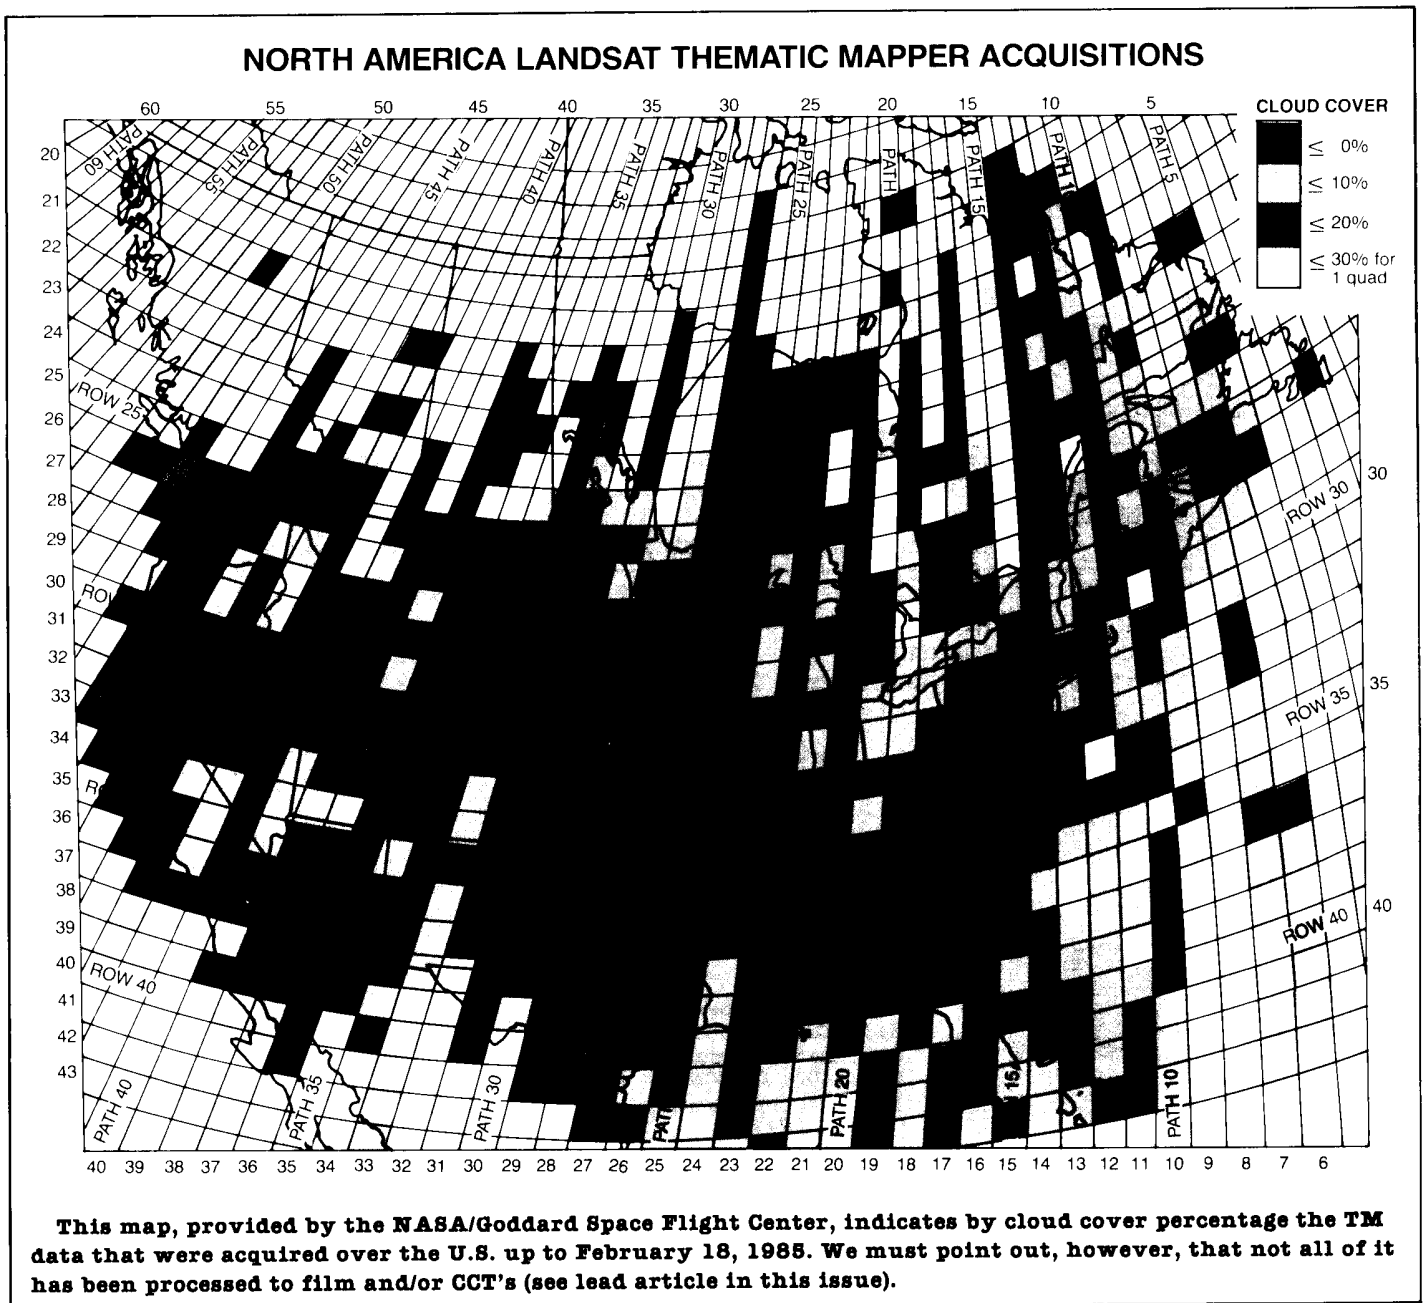 NORTH AMERICA LANDSAT THEMATIC MAPPER ACQUISITIONS
60 55 50 45 40 35 30 25 20 15 10 5
CLOUD COVER
≤ 0%
≤ 10%
≤ 20%
≤ 30% for
1 quad
PATH 60
PATH 55
PATH 50
PATH 45
PATH 40
PATH 35
PATH 30
PATH 25
PATH
PATH 15
PATH 1
PATH 5
20
21
22
23
24
25
ROW 25
26
27
28
29
30
ROW
31
32
33
34
35
R
36
37
38
39
40
ROW 40
41
42
43
30
ROW 30
35
ROW 35
40
ROW 40
PATH 40
PATH 35
PATH 30
PATH
PATH 20
15
PATH 10
40 39 38 37 36 35 34 33 32 31 30 29 28 27 26 25 24 23 22 21 20 19 18 17 16 15 14 13 12 11 10 9 8 7 6
This map, provided by the NASA/Goddard Space Flight Center, indicates by cloud cover percentage the TM
data that were acquired over the U.S. up to February 18, 1985. We must point out, however, that not all of it
has been processed to film and/or CCT's (see lead article in this issue).